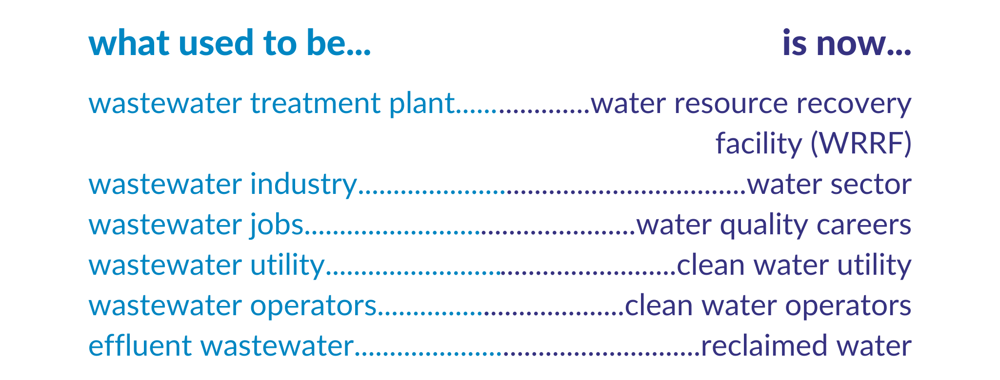 what used to be... is now...
wastewater treatment plant...................water resource recovery
facility (WRRF)
wastewater industry.......................................................water sector
wastewater jobs...............................................water quality careers
wastewater utility..................................................clean water utility
wastewater operators...................................clean water operators
effluent wastewater.................................................reclaimed water